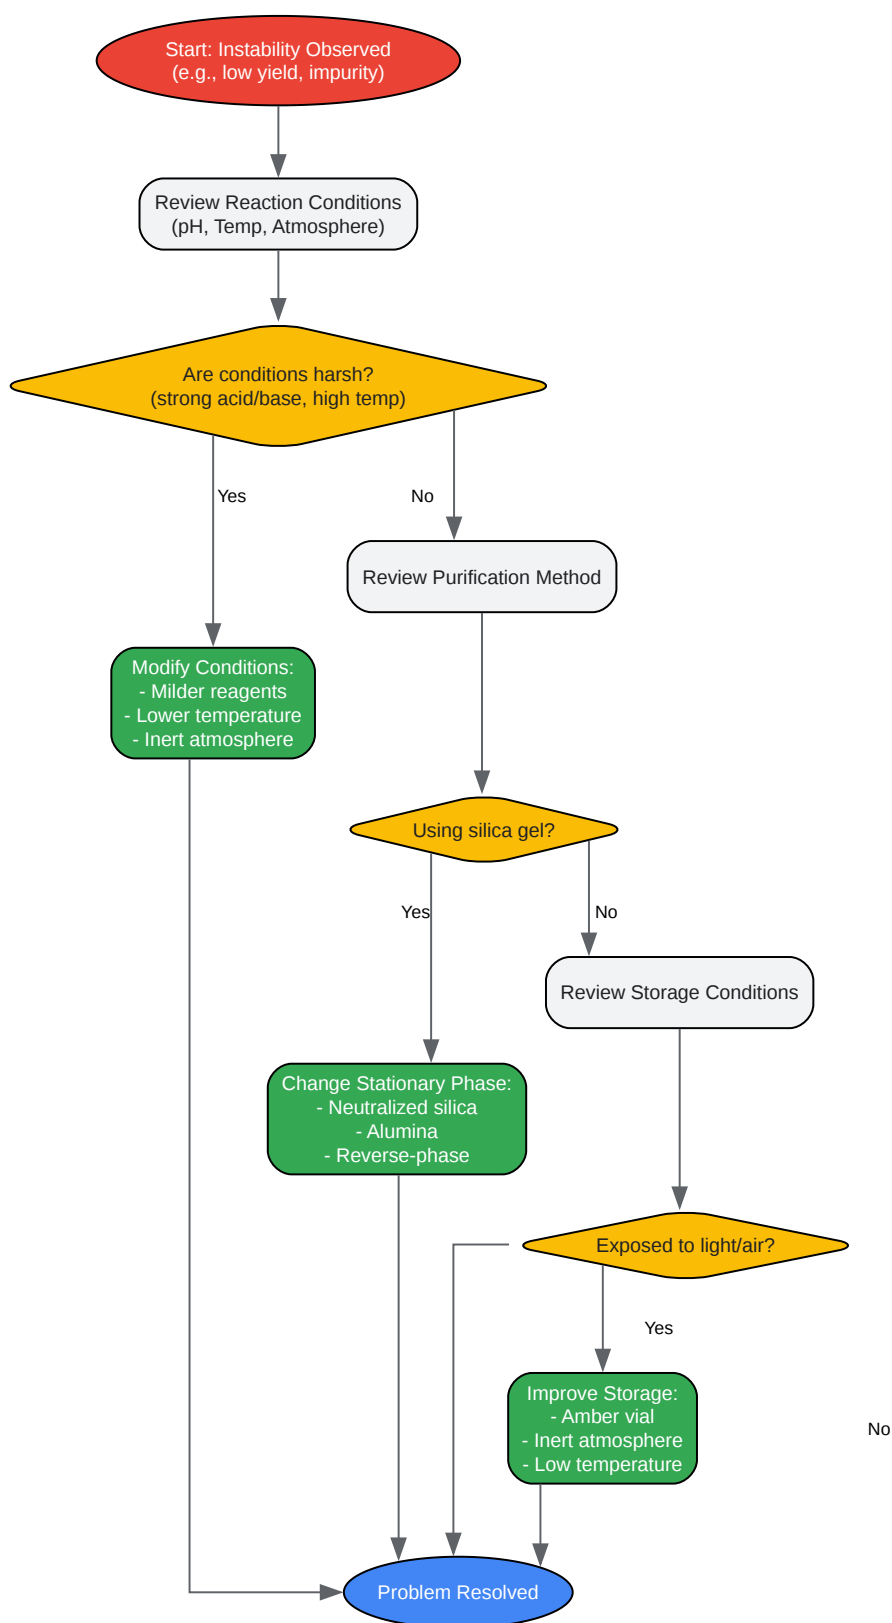 Start: Instability Observed
(e.g., low yield, impurity)
Review Reaction Conditions
(pH, Temp, Atmosphere)
Are conditions harsh?
(strong acid/base, high temp)
Yes
No
Review Purification Method
Modify Conditions:
- Milder reagents
- Lower temperature
- Inert atmosphere
Using silica gel?
Yes
No
Review Storage Conditions
Change Stationary Phase:
- Neutralized silica
- Alumina
- Reverse-phase
Exposed to light/air?
Yes
Improve Storage:
- Amber vial
- Inert atmosphere
- Low temperature
No
Problem Resolved